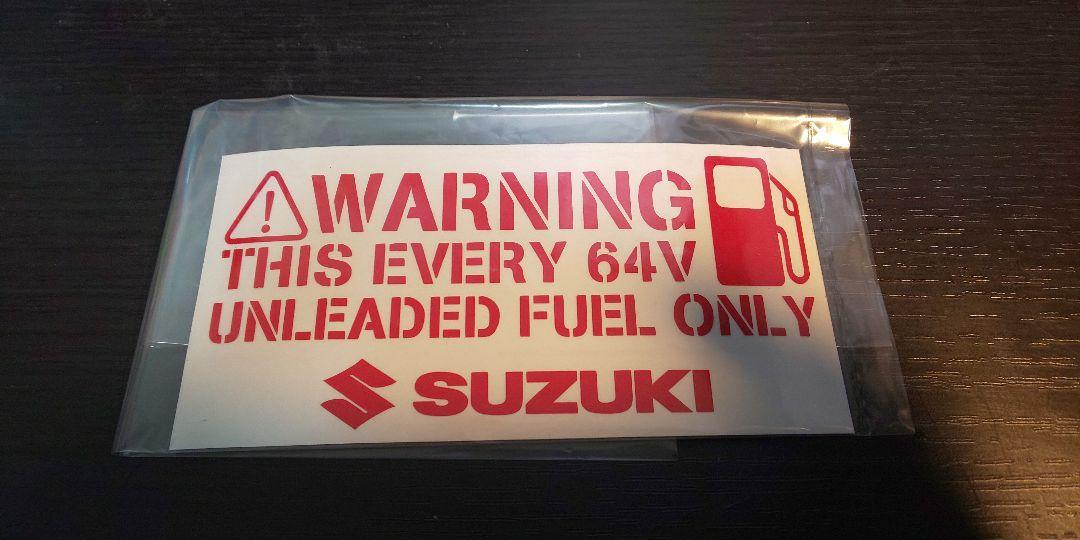 WARNING
THIS EVERY 64V
UNLEADED FUEL ONLY
SUZUKI